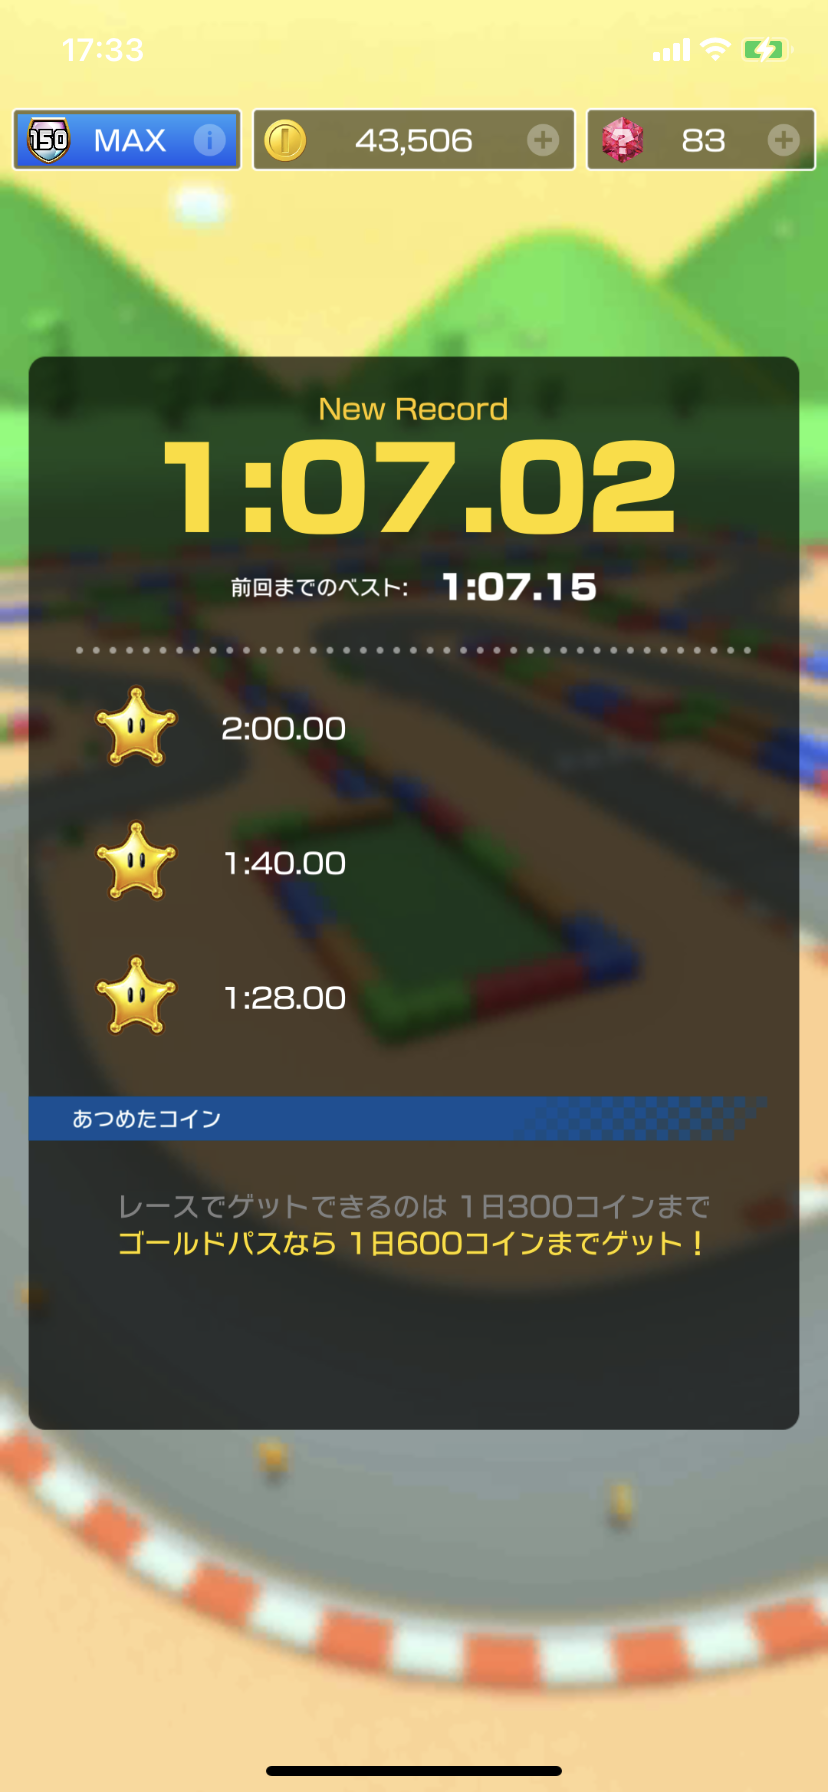 17:33
150 MAX i 43,506 + 83 +
New Record
1:07.02
前回までのベスト: 1:07.15
2:00.00
1:40.00
1:28.00
あつめたコイン
レースでゲットできるのは 1日300コインまで
ゴールドパスなら 1日600コインまでゲット！